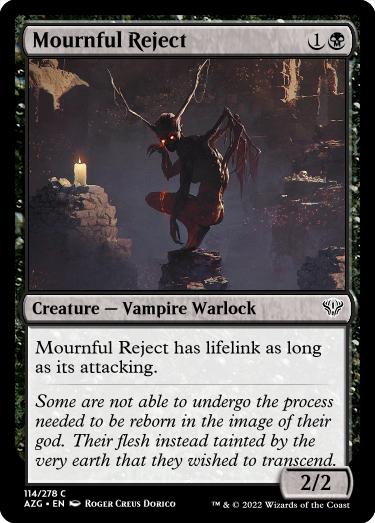 Mournful Reject 1
Creature — Vampire Warlock
Mournful Reject has lifelink as long
as its attacking.
Some are not able to undergo the process
needed to be reborn in the image of their
god. Their flesh instead tainted by the
very earth that they wished to transcend.
2/2
114/278 C
AZG • EN Roger Creus Dorico ™ & © 2022 Wizards of the Coast